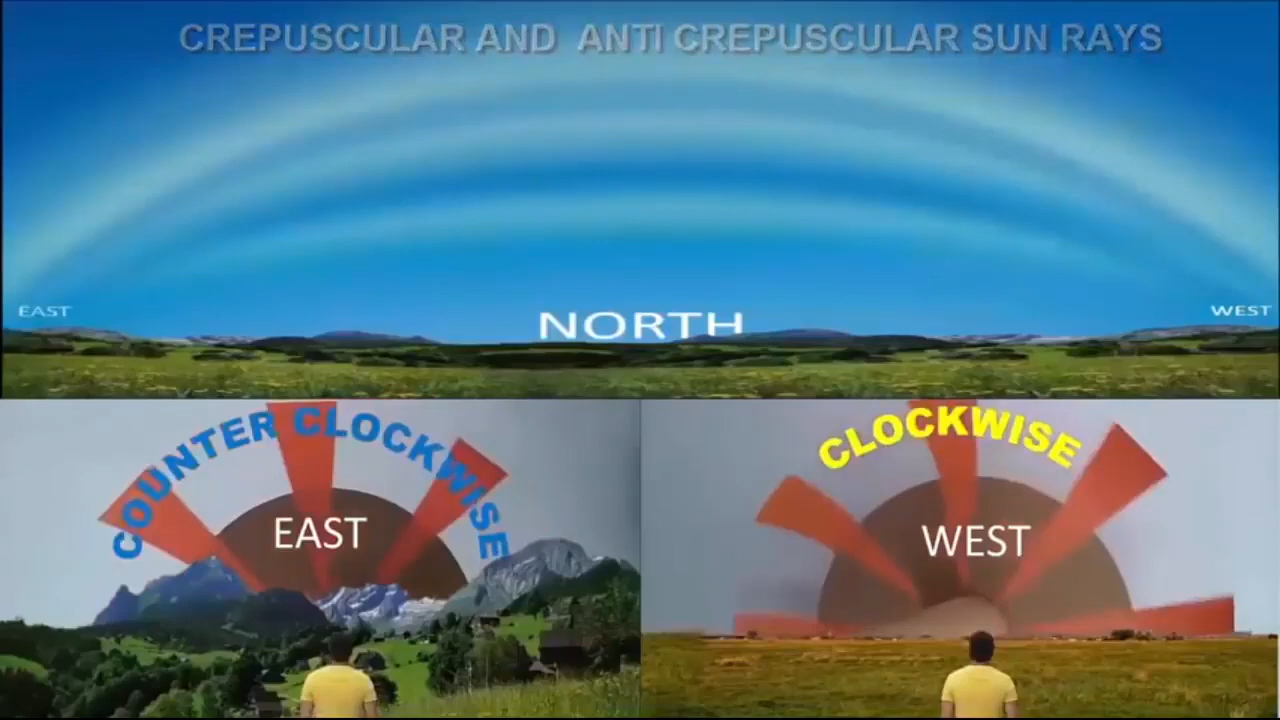 CREPUSCULAR AND ANTI CREPUSCULAR SUN RAYS
EAST
NORTH
WEST
COUNTER CLOCKWISE
EAST
CLOCKWISE
WEST